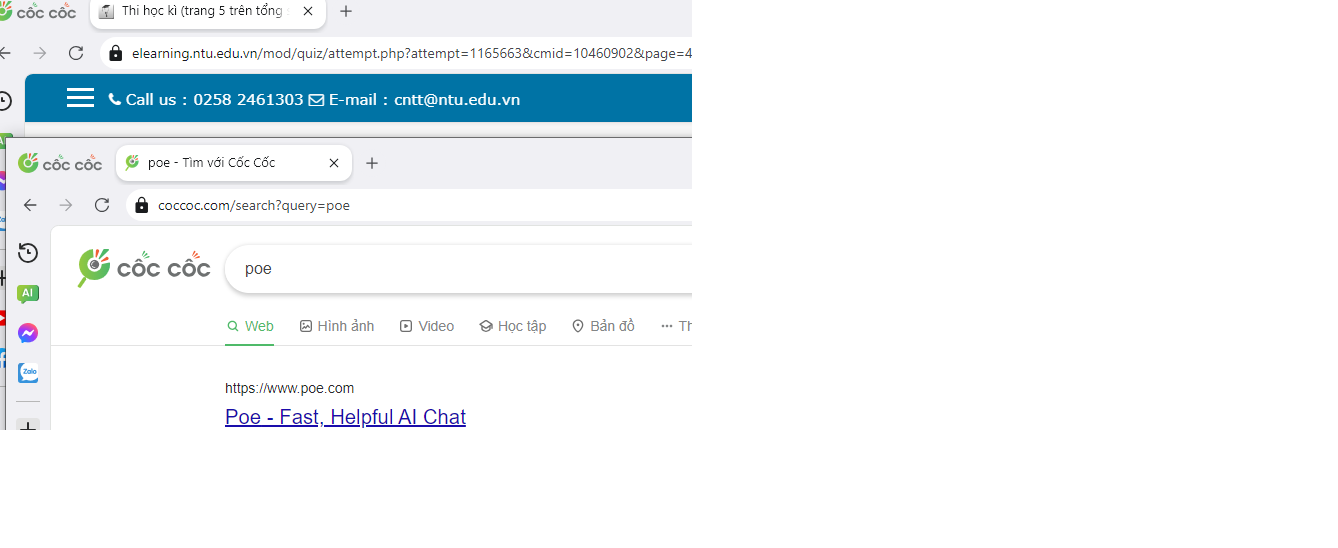 cốc cốc
Thi học kì (trang 5 trên tổng
elearning.ntu.edu.vn/mod/quiz/attempt.php?attempt=1165663&cmid=10460902&page=4
Call us : 0258 2461303 E-mail : cntt@ntu.edu.vn
cốc cốc
poe - Tìm với Cốc Cốc
coccoc.com/search?query=poe
cốc cốc
poe
AI
Web Hình ảnh Video Học tập Bản đồ ··· Th
Zalo
https://www.poe.com
Poe - Fast, Helpful AI Chat